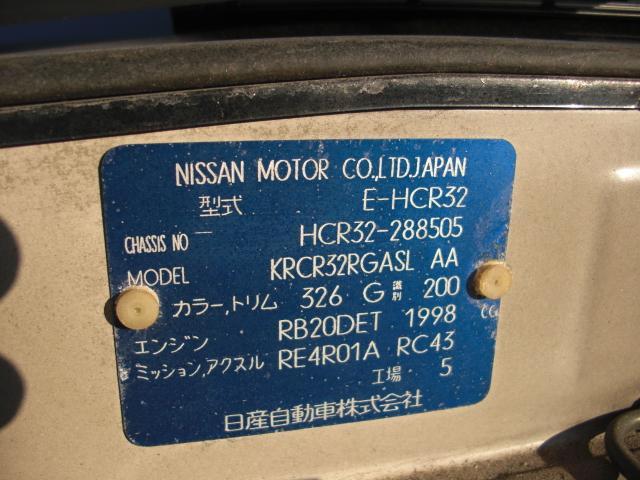 NISSAN MOTOR CO.,LTD.JAPAN
型式 E-HCR32
CHASSIS NO HCR32-288505
MODEL KRCR32RGASL AA
カラー,トリム 326 G 識別 200
エンジン RB20DET 1998 CC
ミッション,アクスル RE4R01A RC43
工場 5
日産自動車株式会社